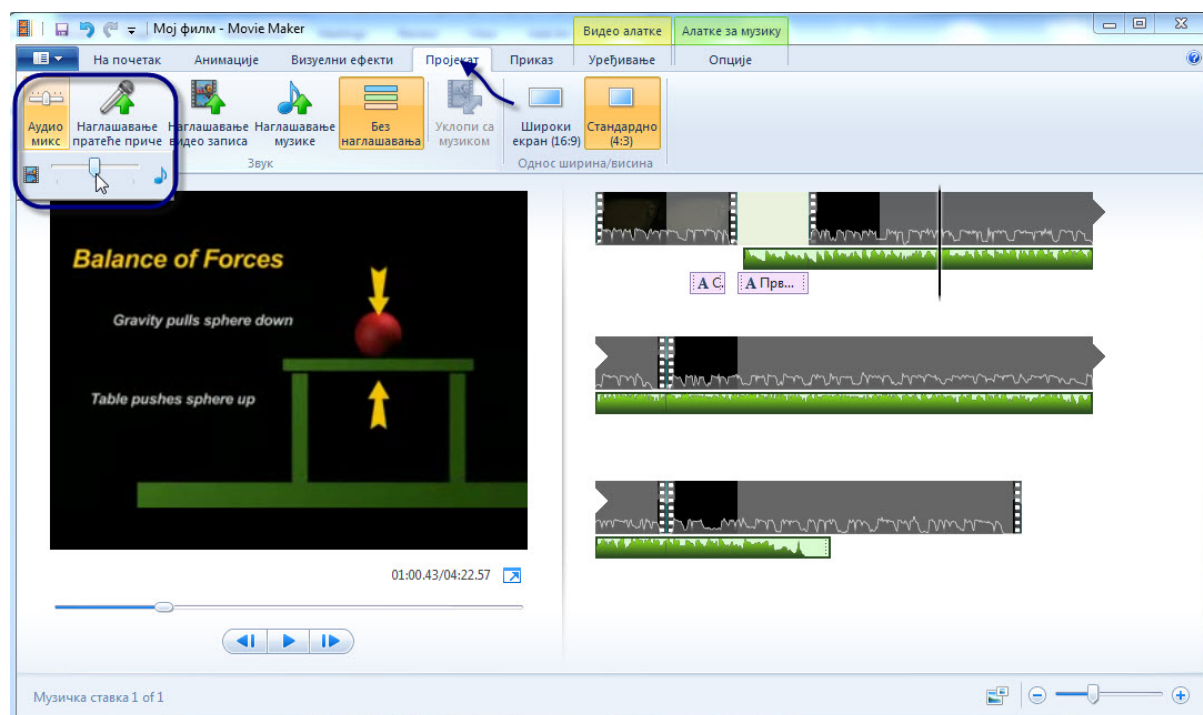 Мој филм - Movie Maker
Видео алатке
Алатке за музику
На почетак
Анимације
Визуелни ефекти
Пројекат
Приказ
Уређивање
Опције
Аудио
микс
Наглашавање
пратеће приче
Наглашавање
видео записа
Наглашавање
музике
Без
наглашавања
Уклопи са
музиком
Широки
екран (16:9)
Стандардно
(4:3)
Звук
Однос ширина/висина
Balance of Forces
Gravity pulls sphere down
Table pushes sphere up
A С.
A Прв...
01:00.43/04:22.57
Музичка ставка 1 of 1